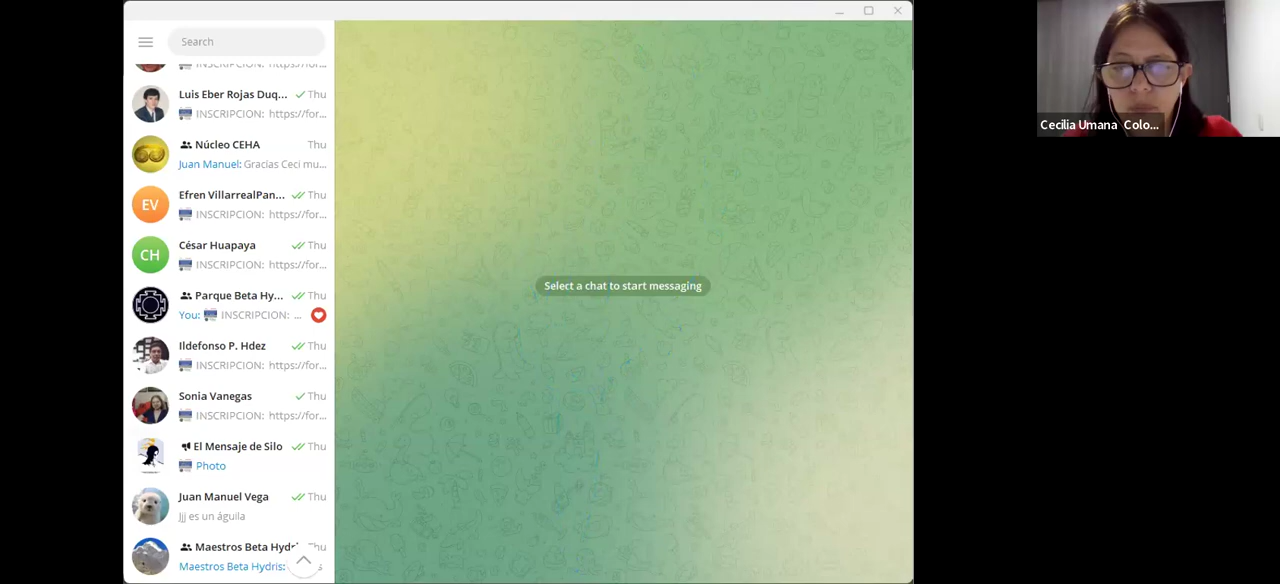 Search
INSCRIPCION: https://for...
Luis Eber Rojas Duq... Thu
INSCRIPCION: https://for...
Núcleo CEHA Thu
Juan Manuel: Gracias Ceci mu...
EV
Efren VillarrealPan... Thu
INSCRIPCION: https://for...
CH
César Huapaya Thu
INSCRIPCION: https://for...
Parque Beta Hy... Thu
You: INSCRIPCION: ...
Ildefonso P. Hdez Thu
INSCRIPCION: https://for...
Sonia Vanegas Thu
INSCRIPCION: https://for...
El Mensaje de Silo Thu
Photo
Juan Manuel Vega Thu
Jjj es un águila
Maestros Beta Hydr Thu
Maestros Beta Hydris:
Select a chat to start messaging
Cecilia Umana Colo...